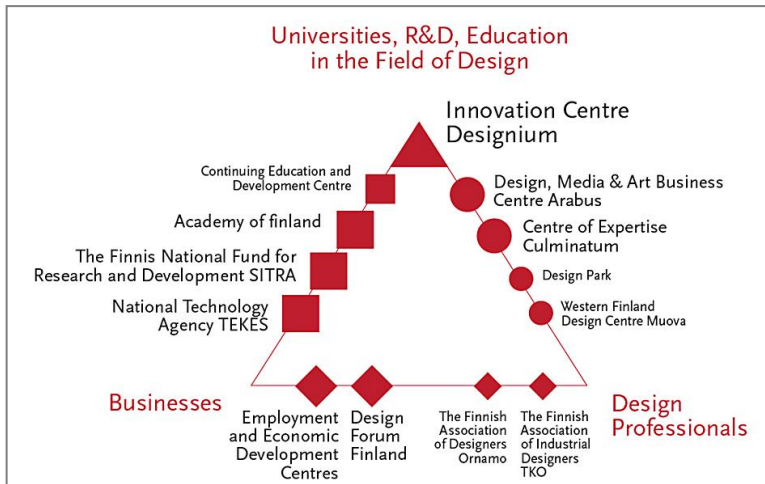 Universities, R&D, Education
in the Field of Design
Innovation Centre
Designium
Continuing Education and
Development Centre
Academy of finland
The Finnis National Fund for
Research and Development SITRA
National Technology
Agency TEKES
Design, Media & Art Business
Centre Arabus
Centre of Expertise
Culminatum
Design Park
Western Finland
Design Centre Muova
Businesses
Employment
and Economic
Development
Centres
Design
Forum
Finland
The Finnish
Association
of Designers
Ornamo
The Finnish
Association
of Industrial
Designers
TKO
Design
Professionals